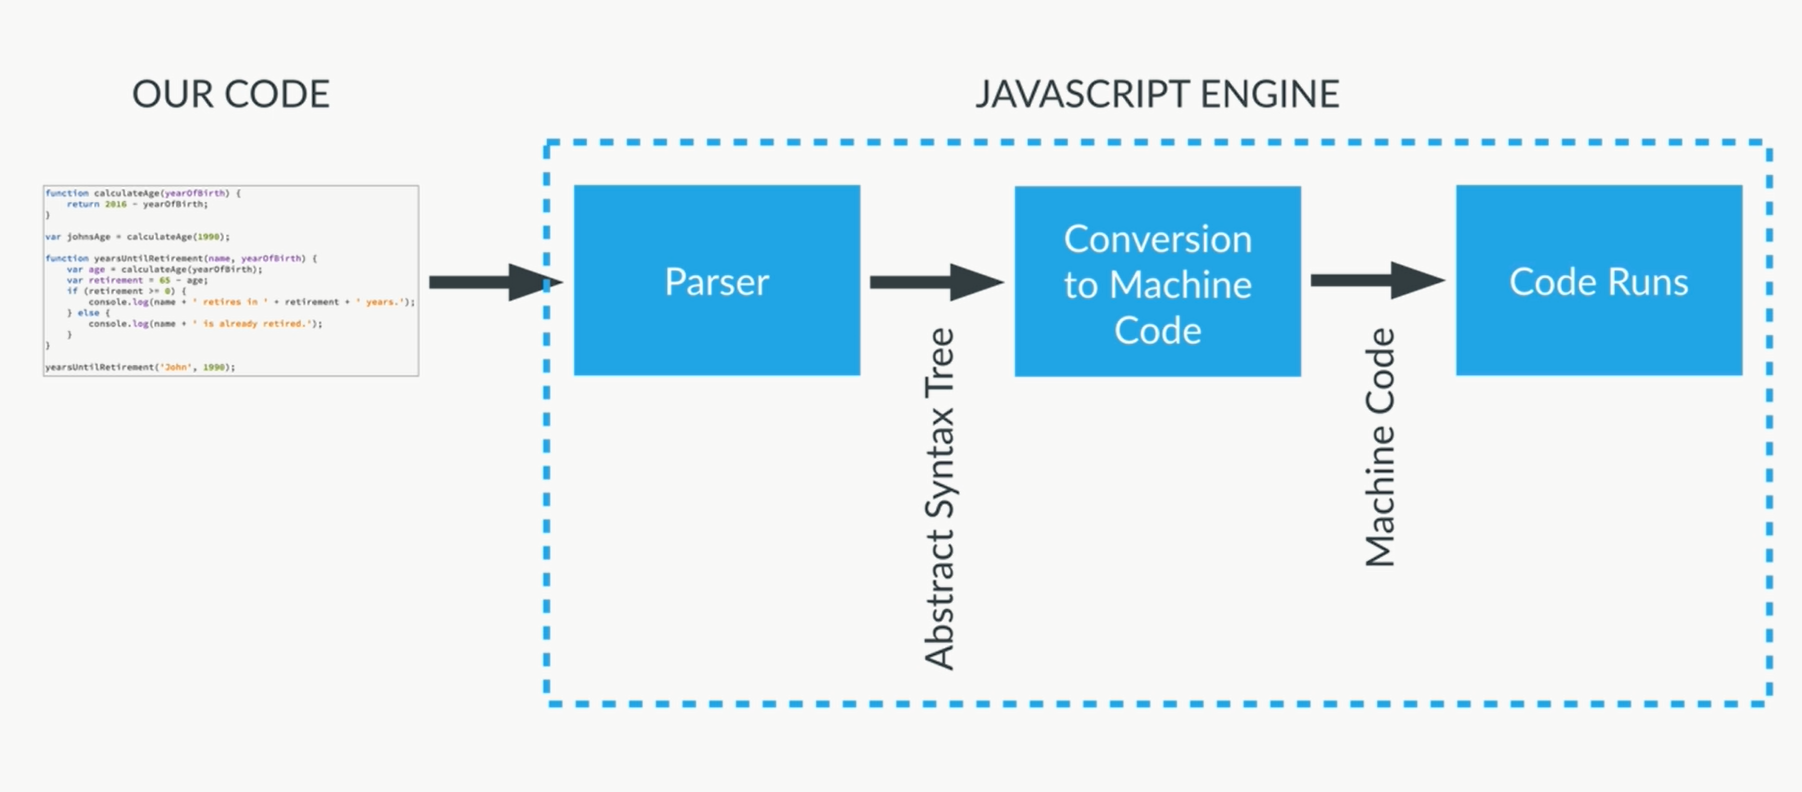 OUR CODE
JAVASCRIPT ENGINE
function calculateAge(yearOfBirth) {
    return 2016 - yearOfBirth;
}
var johnsAge = calculateAge(1990);
function yearsUntilRetirement(name, yearOfBirth) {
    var age = calculateAge(yearOfBirth);
    var retirement = 65 - age;
    if (retirement >= 0) {
        console.log(name + ' retires in ' + retirement + ' years.');
    } else {
        console.log(name + ' is already retired.');
    }
}
yearsUntilRetirement('John', 1990);
Parser
Abstract Syntax Tree
Conversion
to Machine
Code
Machine Code
Code Runs